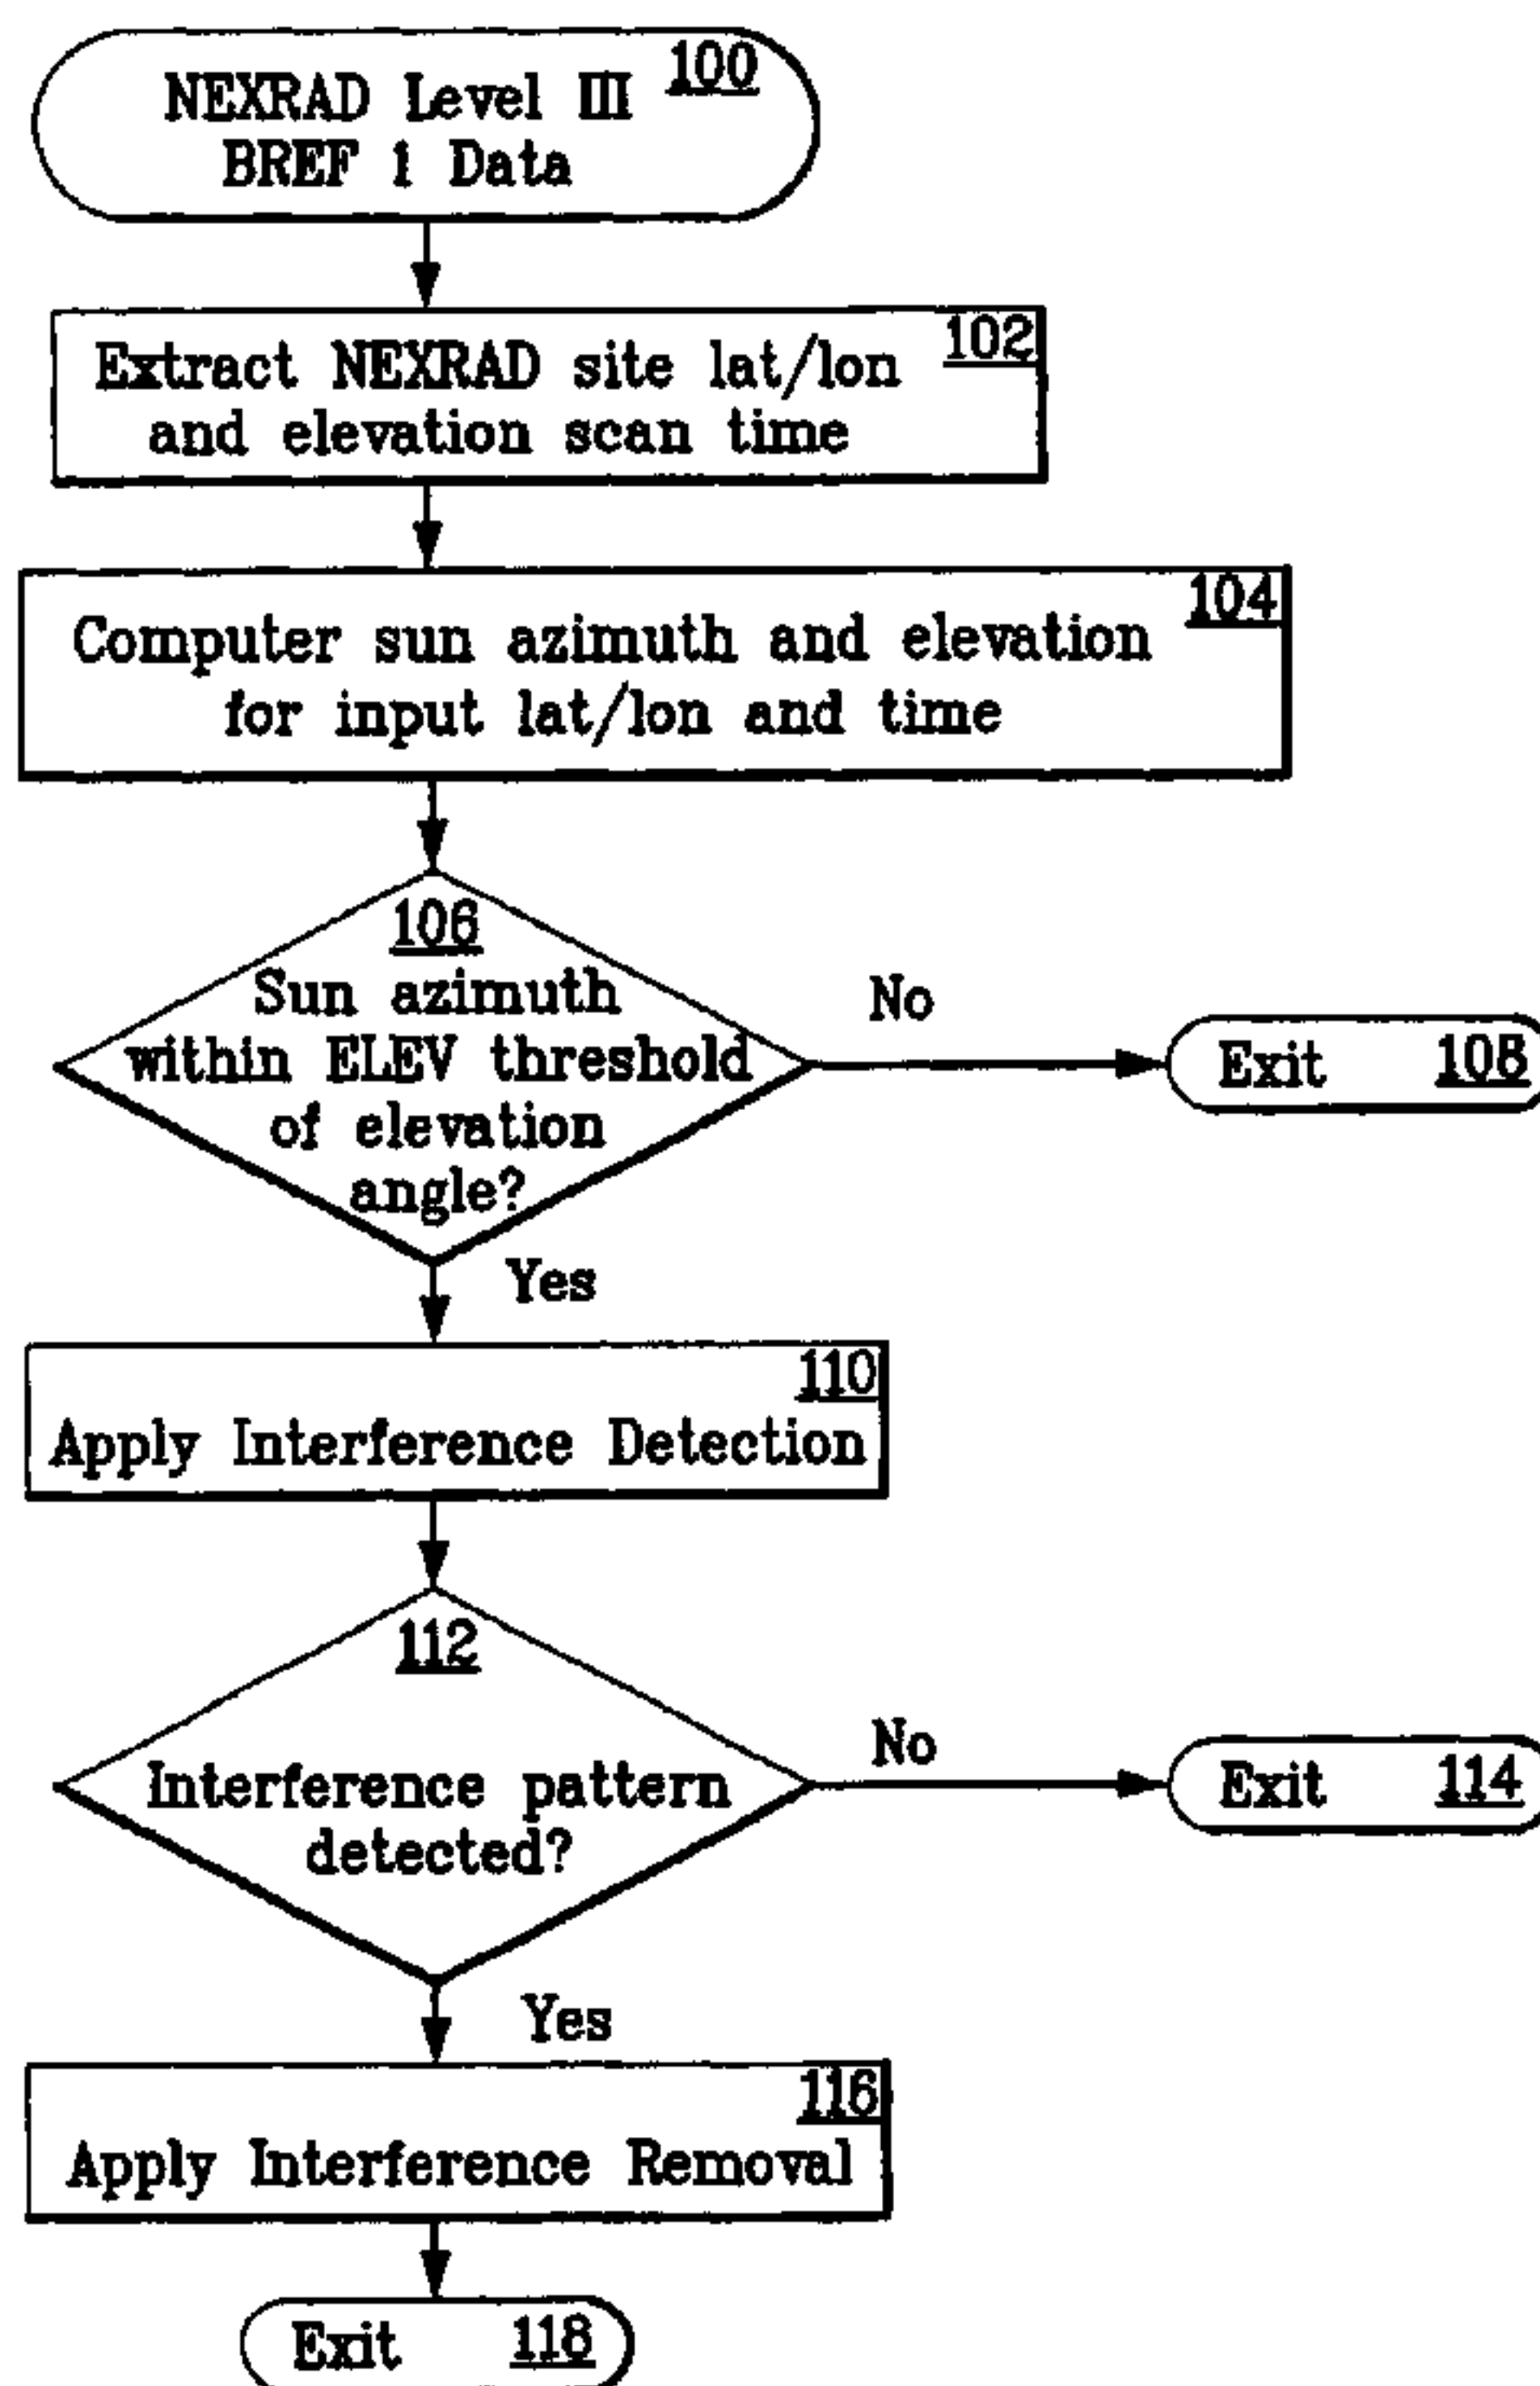 100
NEXRAD Level III
BREF 1 Data
102
Extract NEXRAD site lat/lon
and elevation scan time
104
Computer sun azimuth and elevation
for input lat/lon and time
106
Sun azimuth
within ELEV threshold
of elevation
angle?
No
Exit 108
Yes
110
Apply Interference Detection
112
Interference pattern
detected?
No
Exit 114
Yes
116
Apply Interference Removal
Exit 118